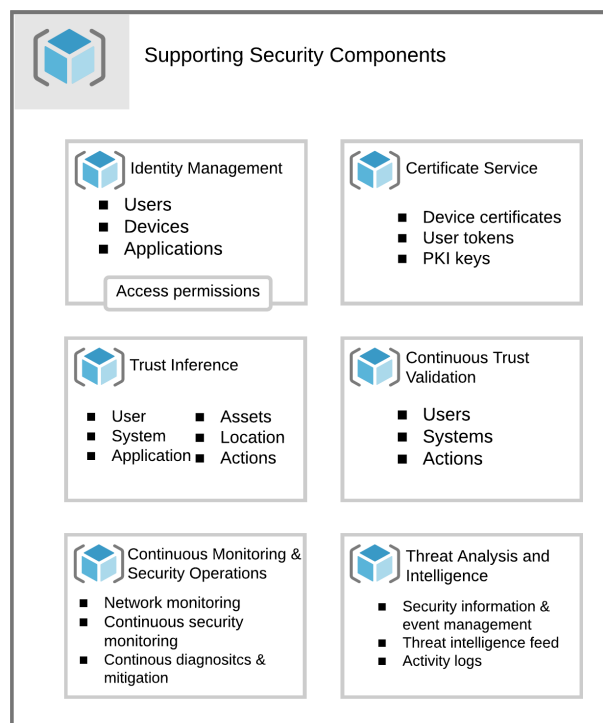 Supporting Security Components
Identity Management
Users
Devices
Applications
Access permissions
Certificate Service
Device certificates
User tokens
PKI keys
Trust Inference
User
System
Application
Assets
Location
Actions
Continuous Trust
Validation
Users
Systems
Actions
Continuous Monitoring &
Security Operations
Network monitoring
Continuous security
monitoring
Continous diagnositcs &
mitigation
Threat Analysis and
Intelligence
Security information &
event management
Threat intelligence feed
Activity logs